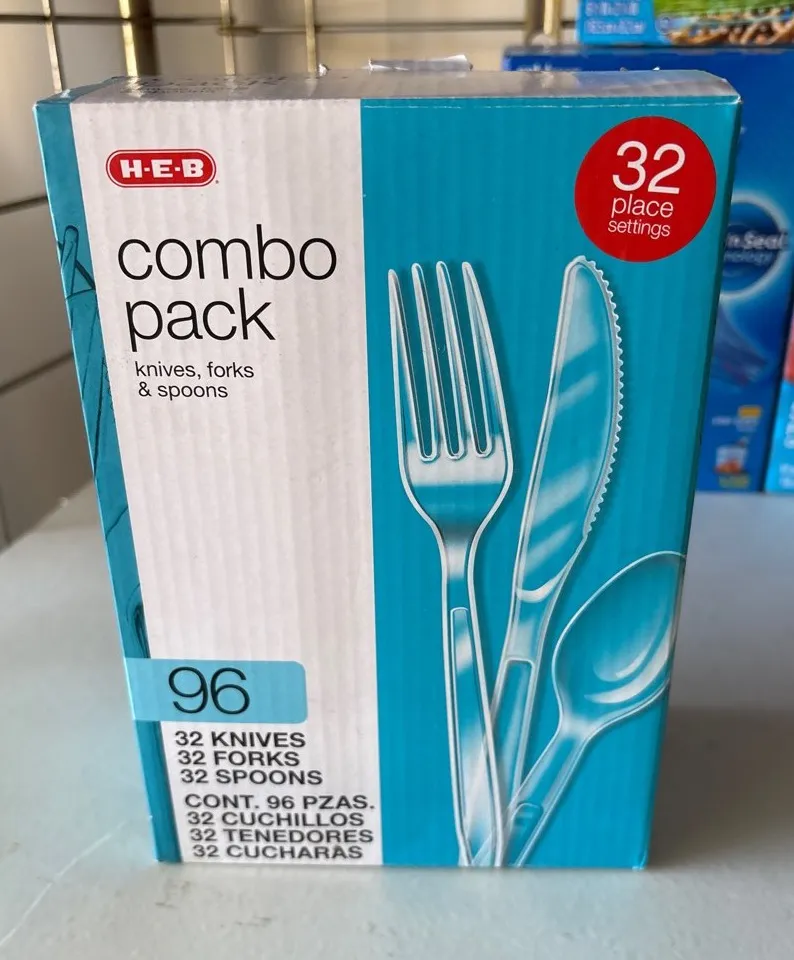 H-E-B
combo
pack
knives, forks
& spoons
32
place
settings
96
32 KNIVES
32 FORKS
32 SPOONS
CONT. 96 PZAS.
32 CUCHILLOS
32 TENEDORES
32 CUCHARAS
Seal